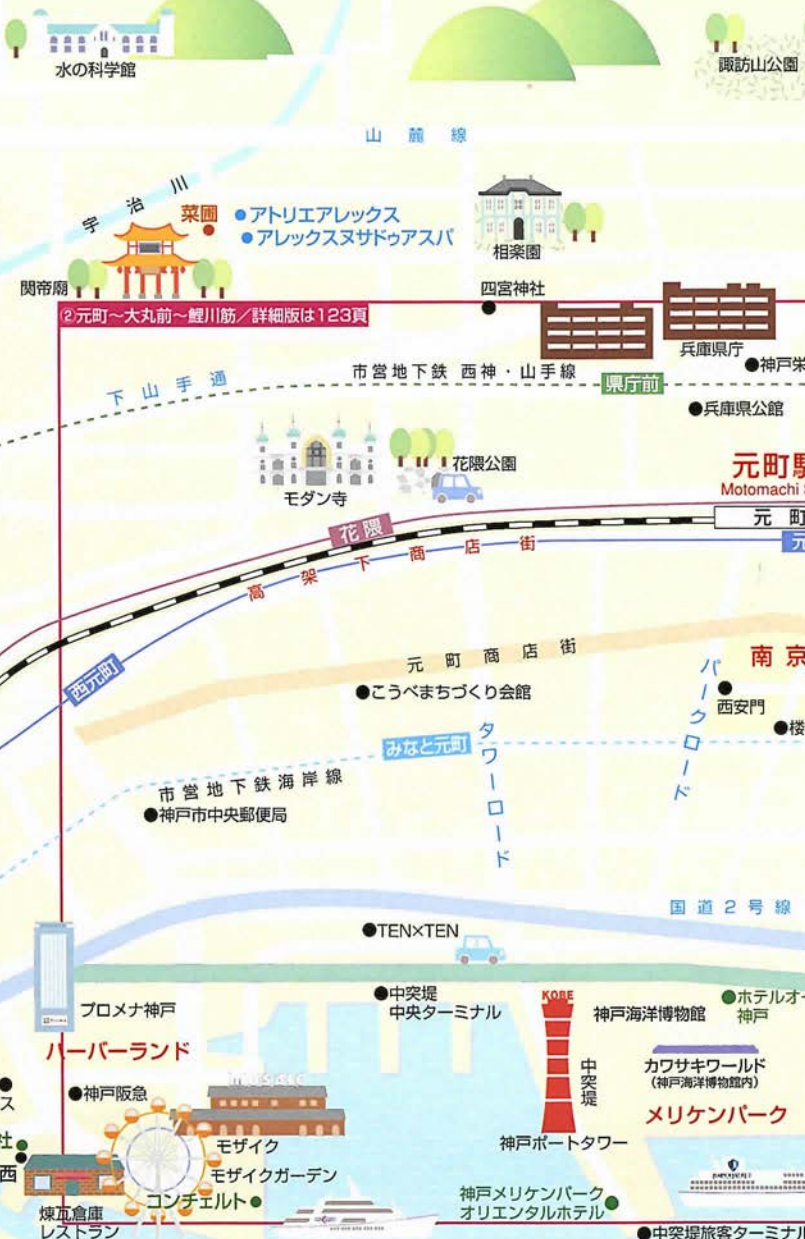 水の科学館
諏訪山公園
山麓線
宇治川
菜圃
アトリエアレックス
アレックスヌサドゥアスパ
相楽園
関帝廟
四宮神社
②元町〜大丸前〜鯉川筋／詳細版は123頁
兵庫県庁
市営地下鉄 西神・山手線
県庁前
神戸栄
下山手通
兵庫県公館
花隈公園
モダン寺
元町駅
Motomachi
元町
花隈
元
高架下商店街
元町商店街
西元町
こうべまちづくり会館
南京
パークロード
西安門
楼
みなと元町
タワーロード
市営地下鉄海岸線
神戸市中央郵便局
国道2号線
TEN×TEN
中突堤
中央ターミナル
KOBE
神戸海洋博物館
ホテルオー
神戸
プロメナ神戸
ハーバーランド
カワサキワールド
(神戸海洋博物館内)
中突堤
神戸阪急
ス
MOSAIC
メリケンパーク
社
西
モザイク
神戸ポートタワー
モザイクガーデン
コンチェルト
神戸メリケンパーク
オリエンタルホテル
煉瓦倉庫
レストラン
中突堤旅客ターミナル